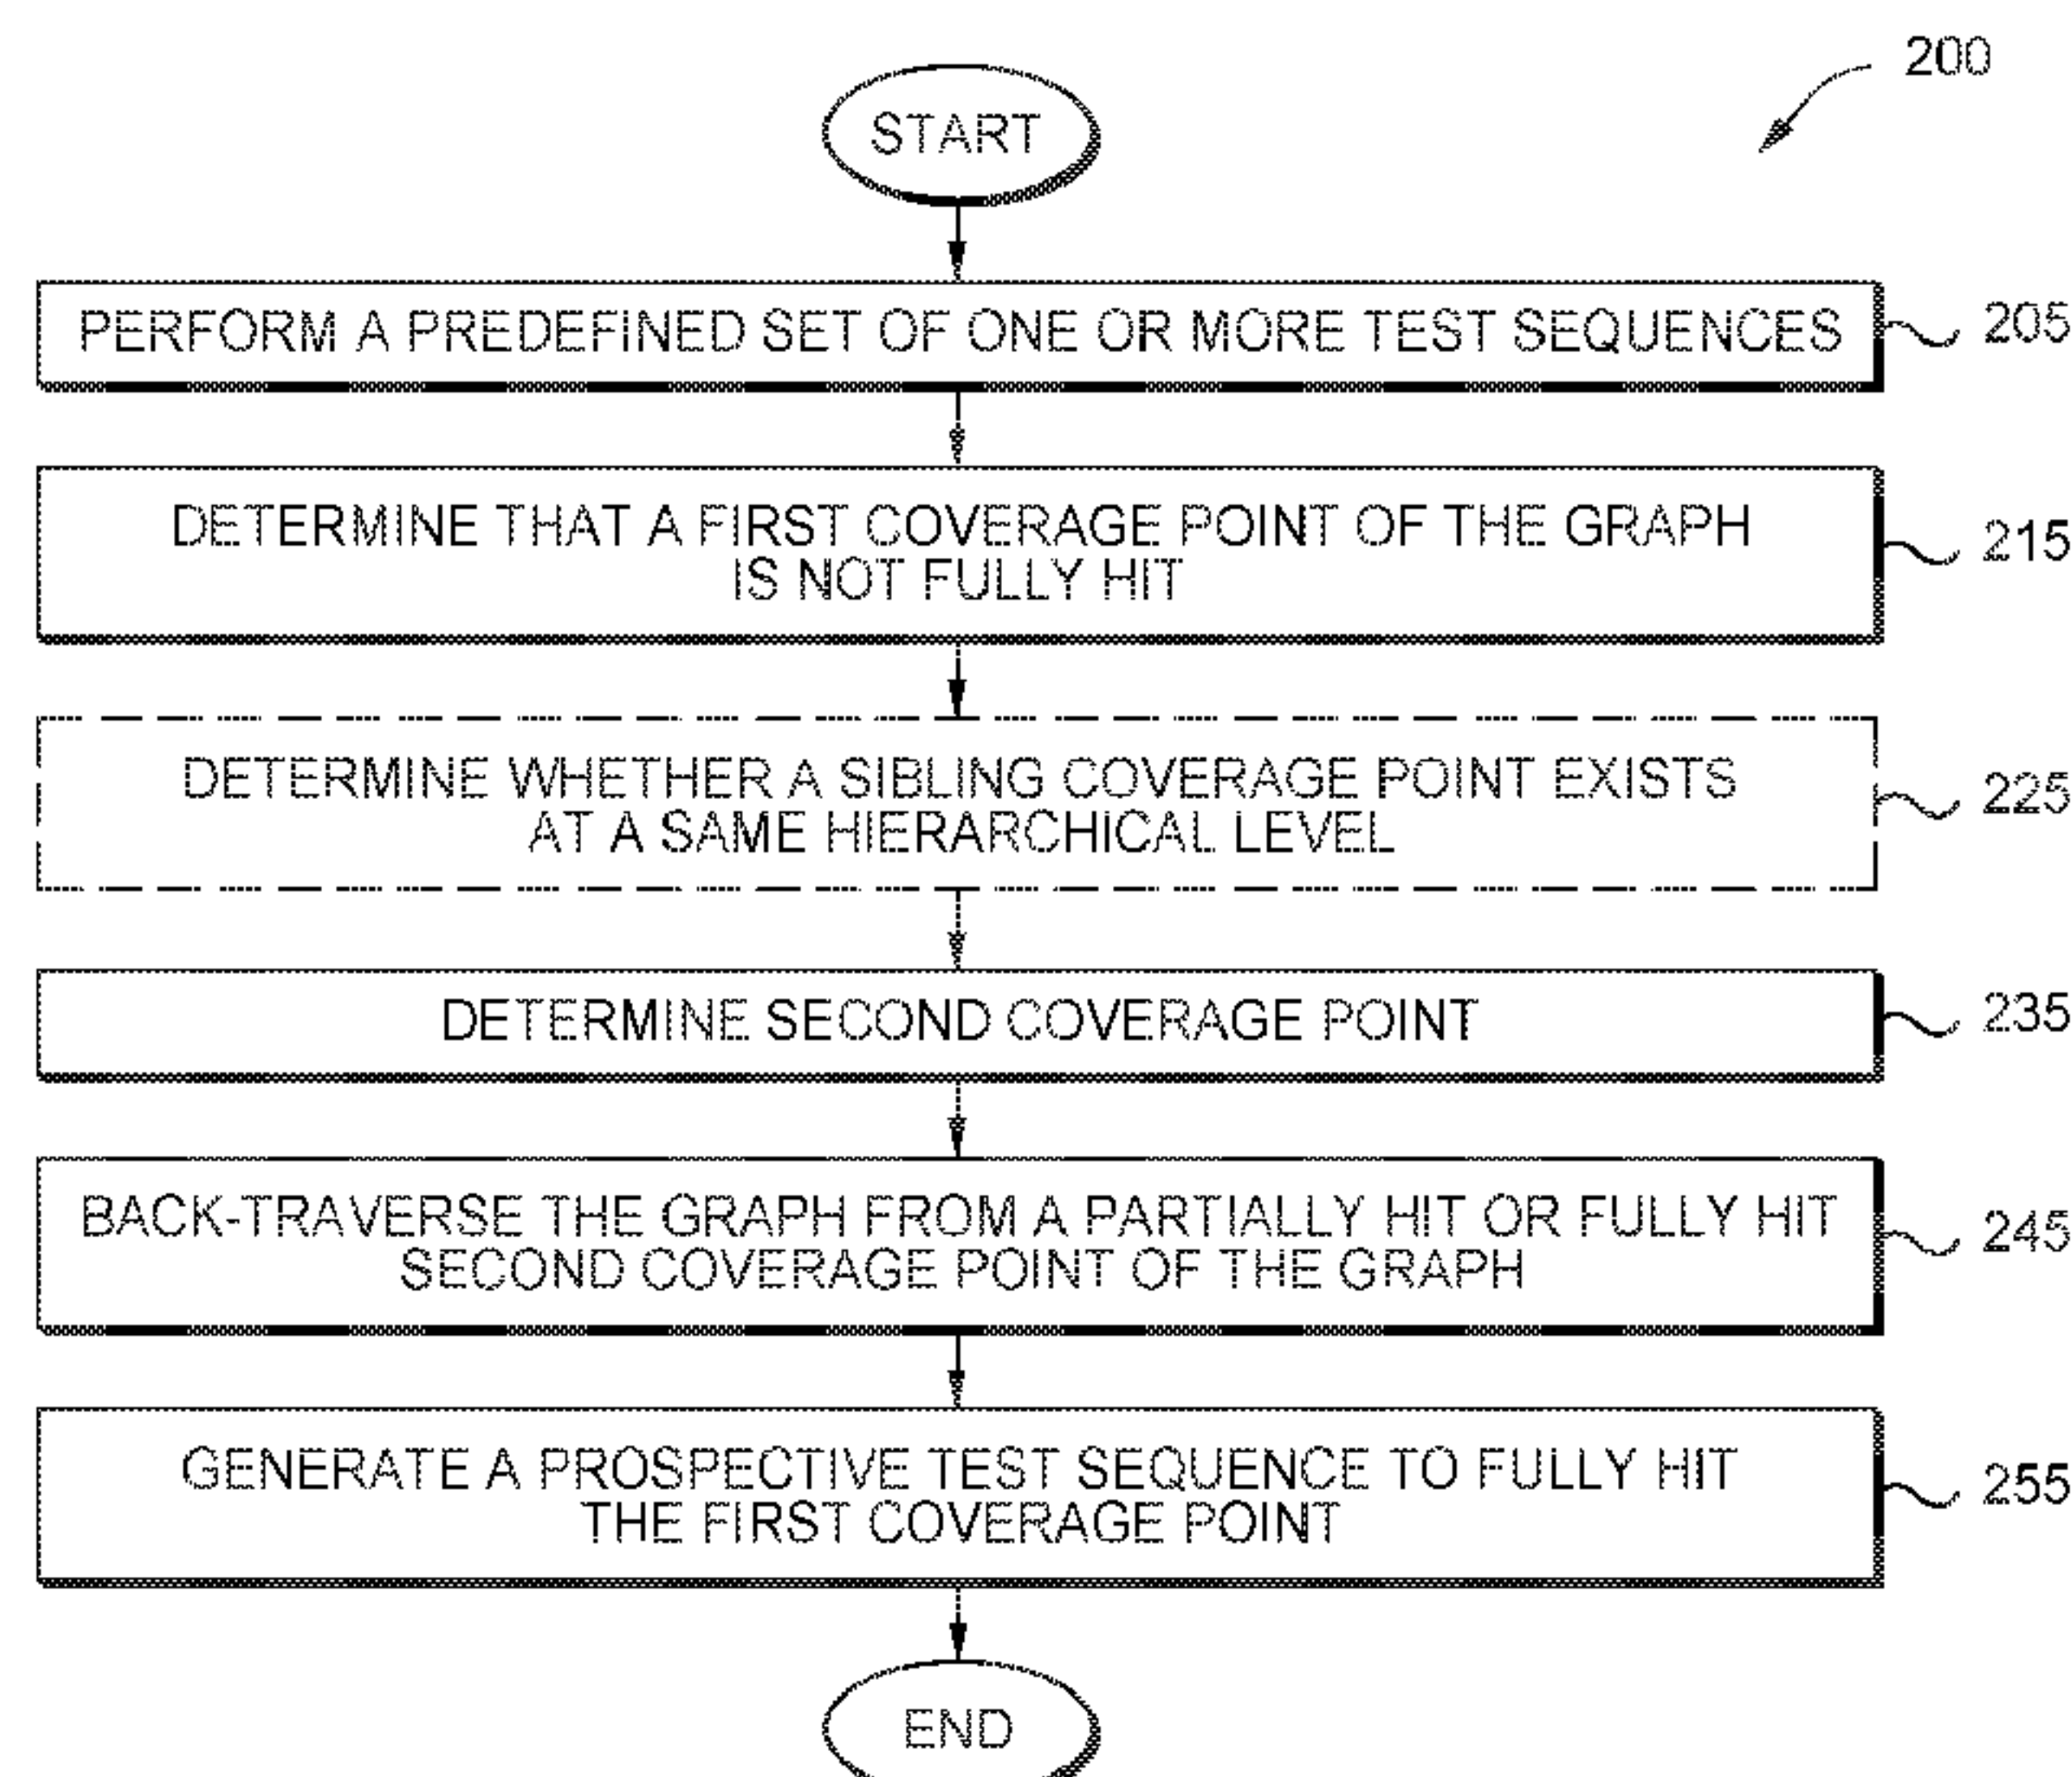 200
START
PERFORM A PREDEFINED SET OF ONE OR MORE TEST SEQUENCES
205
DETERMINE THAT A FIRST COVERAGE POINT OF THE GRAPH
IS NOT FULLY HIT
215
DETERMINE WHETHER A SIBLING COVERAGE POINT EXISTS
AT A SAME HIERARCHICAL LEVEL
225
DETERMINE SECOND COVERAGE POINT
235
BACK-TRAVERSE THE GRAPH FROM A PARTIALLY HIT OR FULLY HIT
SECOND COVERAGE POINT OF THE GRAPH
245
GENERATE A PROSPECTIVE TEST SEQUENCE TO FULLY HIT
THE FIRST COVERAGE POINT
255
END